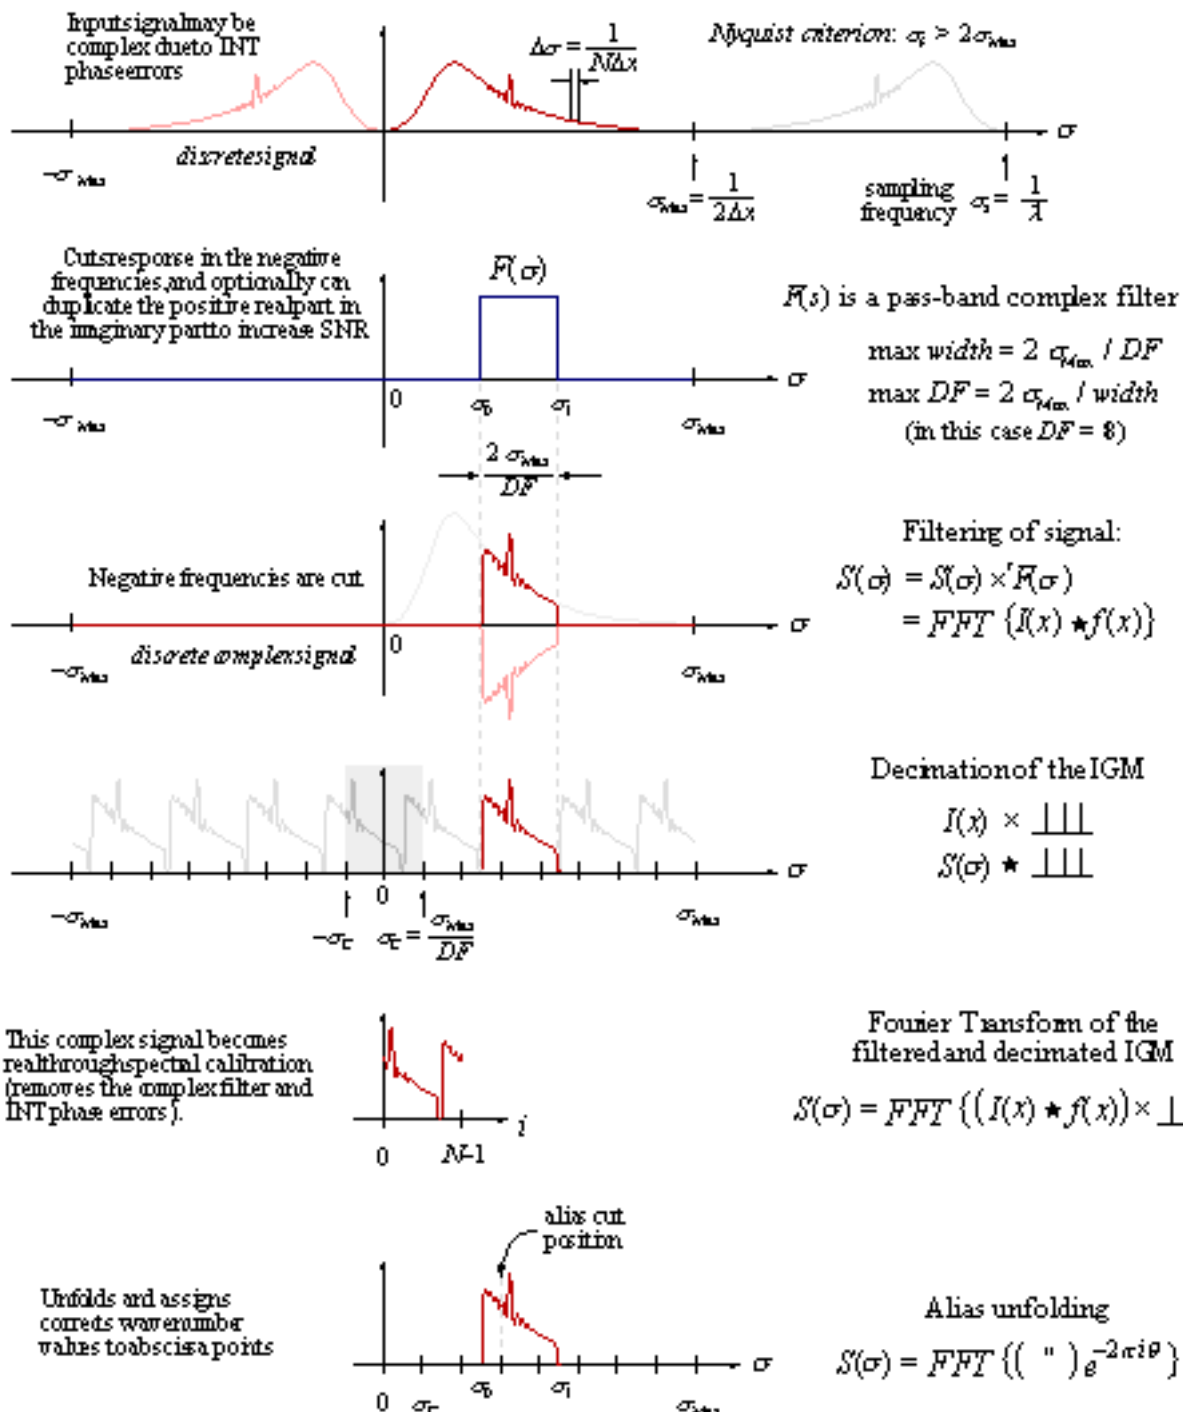 Input signal may be
complex due to INT
phase errors
Δσ = 1 / NΔx
Nyquist criterion: σs > 2σMax
σ
discrete signal
−σMax
σMax = 1 / 2Δx
sampling
frequency σs = 1 / λ
Cuts response in the negative
frequencies, and optionally can
duplicate the positive real part in
the imaginary part to increase SNR
F(σ)
F(s) is a pass-band complex filter
max width = 2 σMax / DF
max DF = 2 σMax / width
(in this case DF = 8)
σ
−σMax
0
σ0
σ1
σMax
2 σMax / DF
Negative frequencies are cut
Filtering of signal:
S(σ) = S(σ) ×' F(σ)
= FFT {I(x) ★ f(x)}
σ
0
discrete complex signal
−σMax
σMax
Decimation of the IGM
I(x) ×
S(σ) ★
σ
−σMax
0
σMax
−σC σC = σMax / DF
This complex signal becomes
real through spectral calibration
(removes the complex filter and
INT phase errors).
i
0
N-1
Fourier Transform of the
filtered and decimated IGM
S(σ) = FFT {( (I(x) ★ f(x)) ×
alias cut
position
Unfolds and assigns
corrects wavenumber
values to abscissa points
Alias unfolding
S(σ) = FFT {( " ) e^−2πiθ }
σ
0
σC
σ0
σ1
σMax